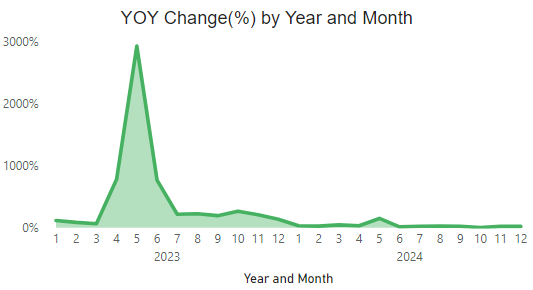 YOY Change(%) by Year and Month
3000%
2000%
1000%
0%
1 2 3 4 5 6 7 8 9 10 11 12 1 2 3 4 5 6 7 8 9 10 11 12
2023 2024
Year and Month